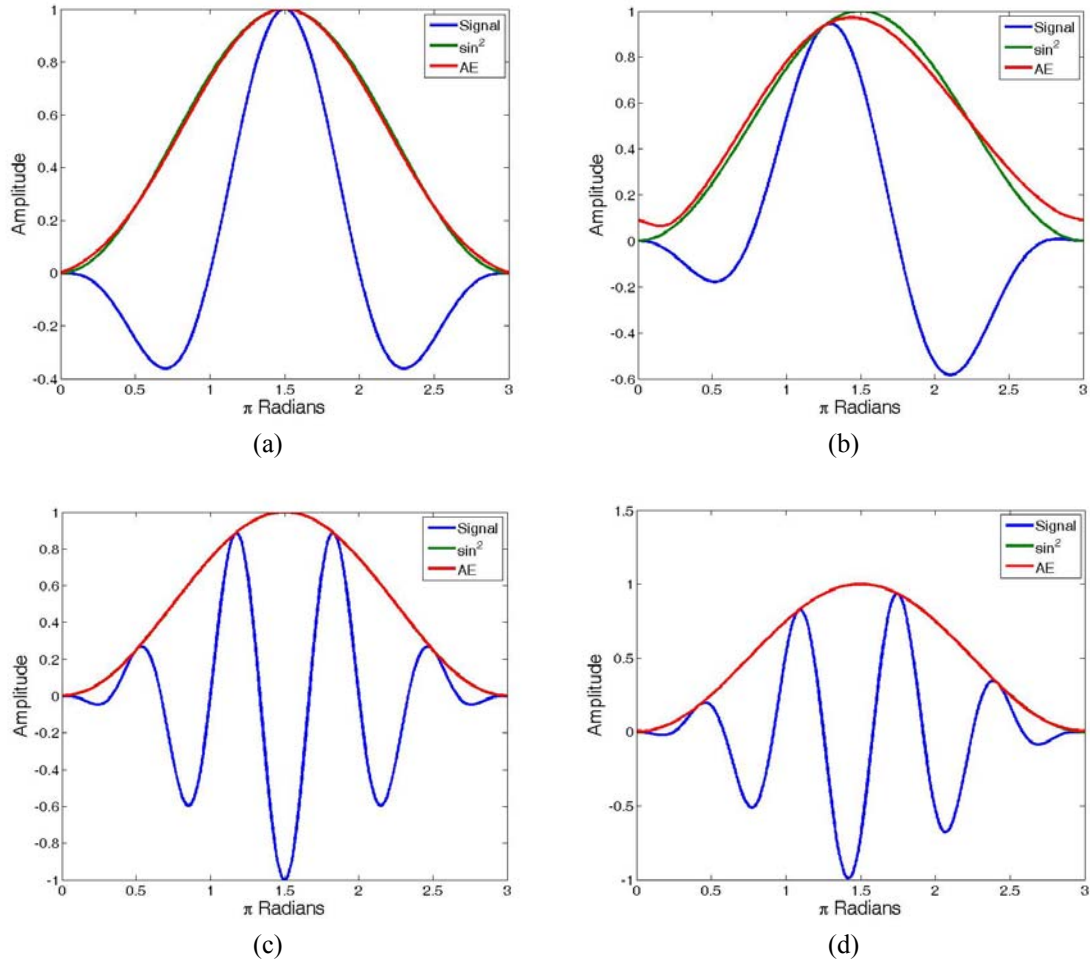 1
0.8
0.6
0.4
0.2
0
-0.2
-0.4
Amplitude
0 0.5 1 1.5 2 2.5 3
π Radians
Signal
sin²
AE
(a)
1
0.8
0.6
0.4
0.2
0
-0.2
-0.4
-0.6
Amplitude
0 0.5 1 1.5 2 2.5 3
π Radians
Signal
sin²
AE
(b)
1
0.8
0.6
0.4
0.2
0
-0.2
-0.4
-0.6
-0.8
-1
Amplitude
0 0.5 1 1.5 2 2.5 3
π Radians
Signal
sin²
AE
(c)
1.5
1
0.5
0
-0.5
-1
Amplitude
0 0.5 1 1.5 2 2.5 3
π Radians
Signal
sin²
AE
(d)